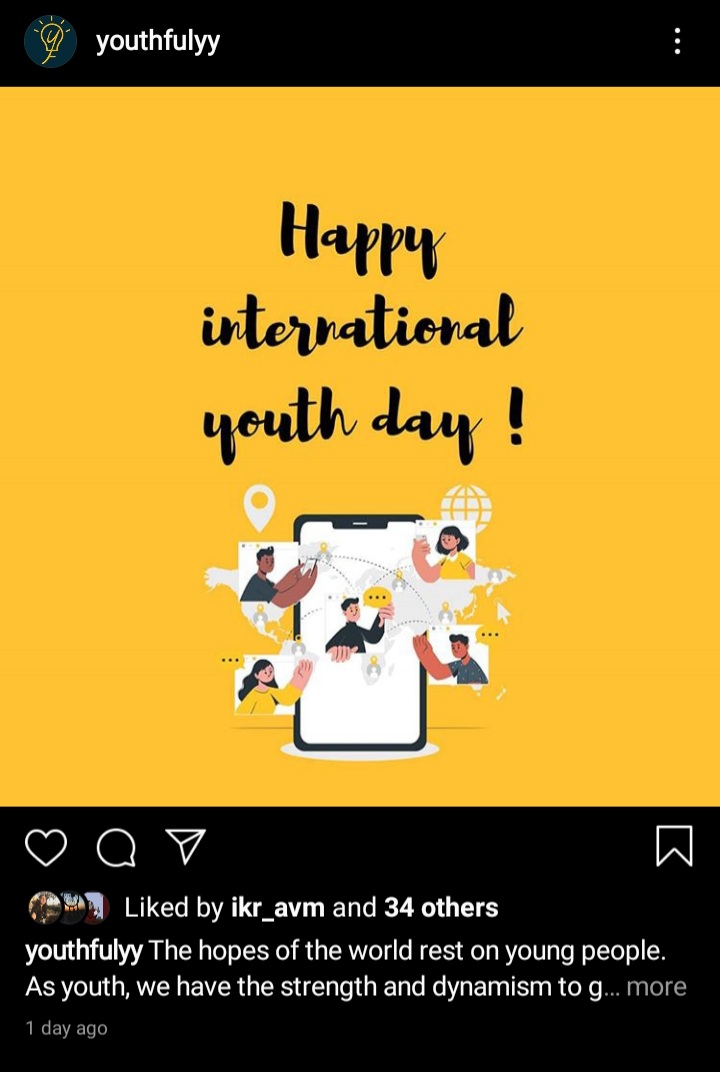 youthfulyy
Happy
international
youth day !
Liked by ikr_avm and 34 others
youthfulyy The hopes of the world rest on young people.
As youth, we have the strength and dynamism to g... more
1 day ago